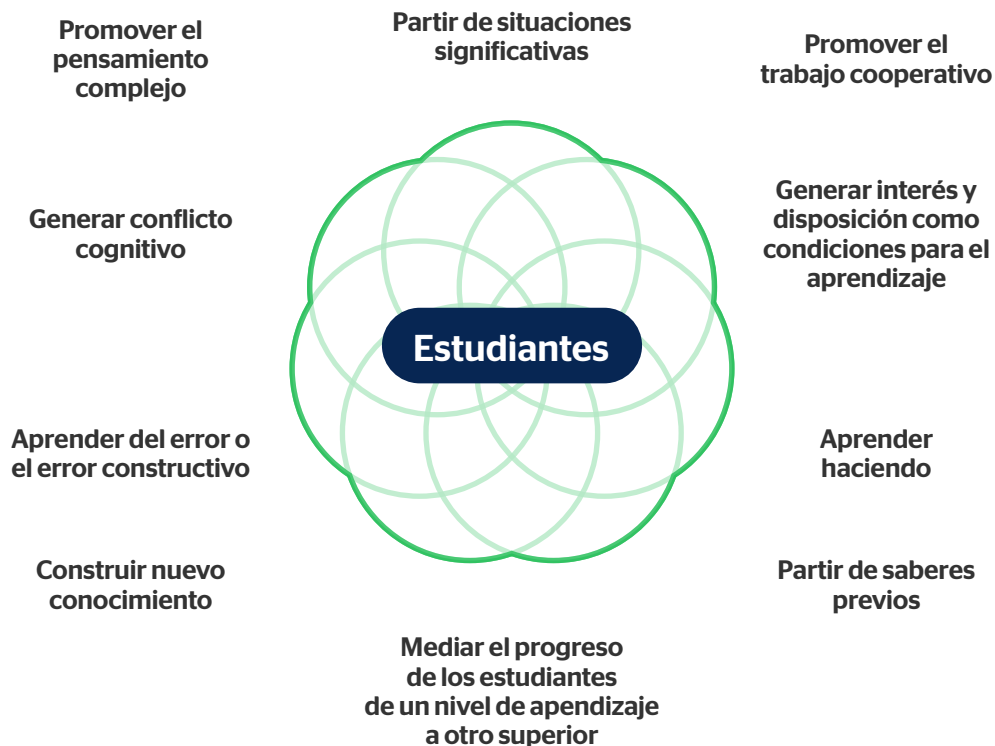 Partir de situaciones
significativas
Promover el
pensamiento
complejo
Promover el
trabajo cooperativo
Generar conflicto
cognitivo
Generar interés y
disposición como
condiciones para el
aprendizaje
Estudiantes
Aprender del error o
el error constructivo
Aprender
haciendo
Construir nuevo
conocimiento
Partir de saberes
previos
Mediar el progreso
de los estudiantes
de un nivel de apendizaje
a otro superior